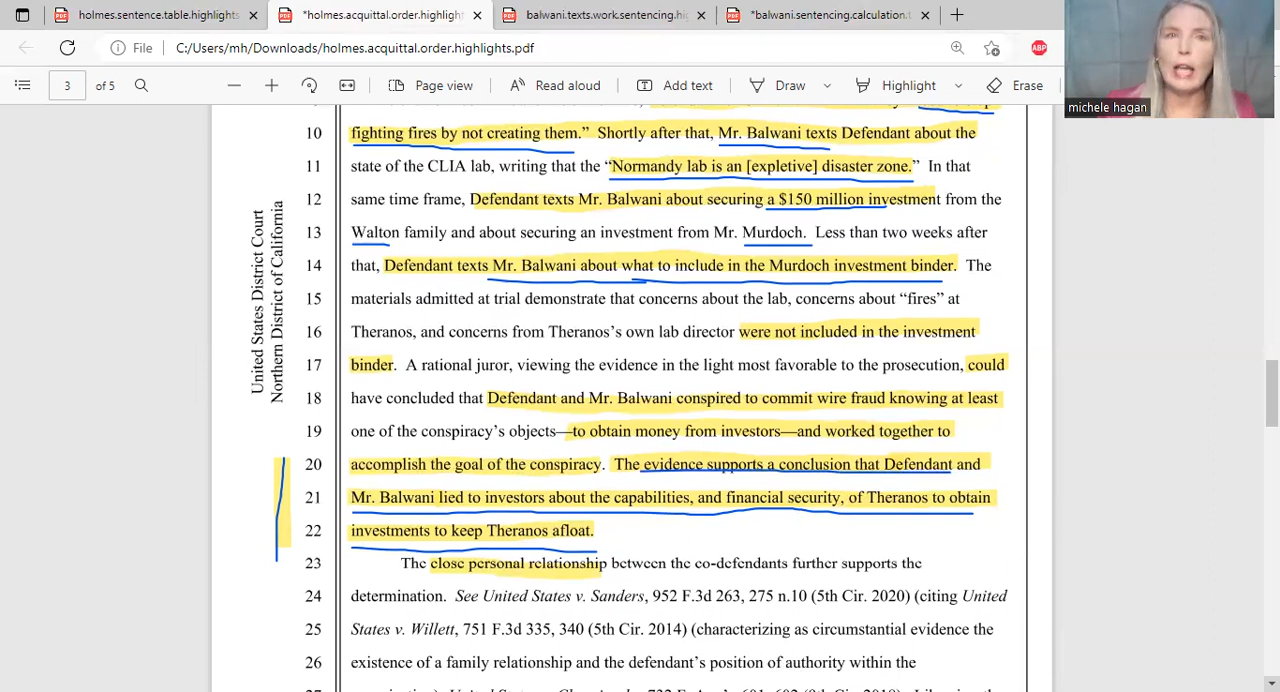 holmes.sentence.table.highlights
*holmes.acquittal.order.highligh
balwani.texts.work.sentencing.hig
*balwani.sentencing.calculation.t
File C:/Users/mh/Downloads/holmes.acquittal.order.highlights.pdf
ABP
3 of 5
Page view
Read aloud
Add text
Draw
Highlight
Erase
michele hagan
United States District Court
Northern District of California
10 fighting fires by not creating them.” Shortly after that, Mr. Balwani texts Defendant about the
11 state of the CLIA lab, writing that the “Normandy lab is an [expletive] disaster zone.” In that
12 same time frame, Defendant texts Mr. Balwani about securing a $150 million investment from the
13 Walton family and about securing an investment from Mr. Murdoch. Less than two weeks after
14 that, Defendant texts Mr. Balwani about what to include in the Murdoch investment binder. The
15 materials admitted at trial demonstrate that concerns about the lab, concerns about “fires” at
16 Theranos, and concerns from Theranos’s own lab director were not included in the investment
17 binder. A rational juror, viewing the evidence in the light most favorable to the prosecution, could
18 have concluded that Defendant and Mr. Balwani conspired to commit wire fraud knowing at least
19 one of the conspiracy’s objects—to obtain money from investors—and worked together to
20 accomplish the goal of the conspiracy. The evidence supports a conclusion that Defendant and
21 Mr. Balwani lied to investors about the capabilities, and financial security, of Theranos to obtain
22 investments to keep Theranos afloat.
23 The close personal relationship between the co-defendants further supports the
24 determination. See United States v. Sanders, 952 F.3d 263, 275 n.10 (5th Cir. 2020) (citing United
25 States v. Willett, 751 F.3d 335, 340 (5th Cir. 2014) (characterizing as circumstantial evidence the
26 existence of a family relationship and the defendant’s position of authority within the